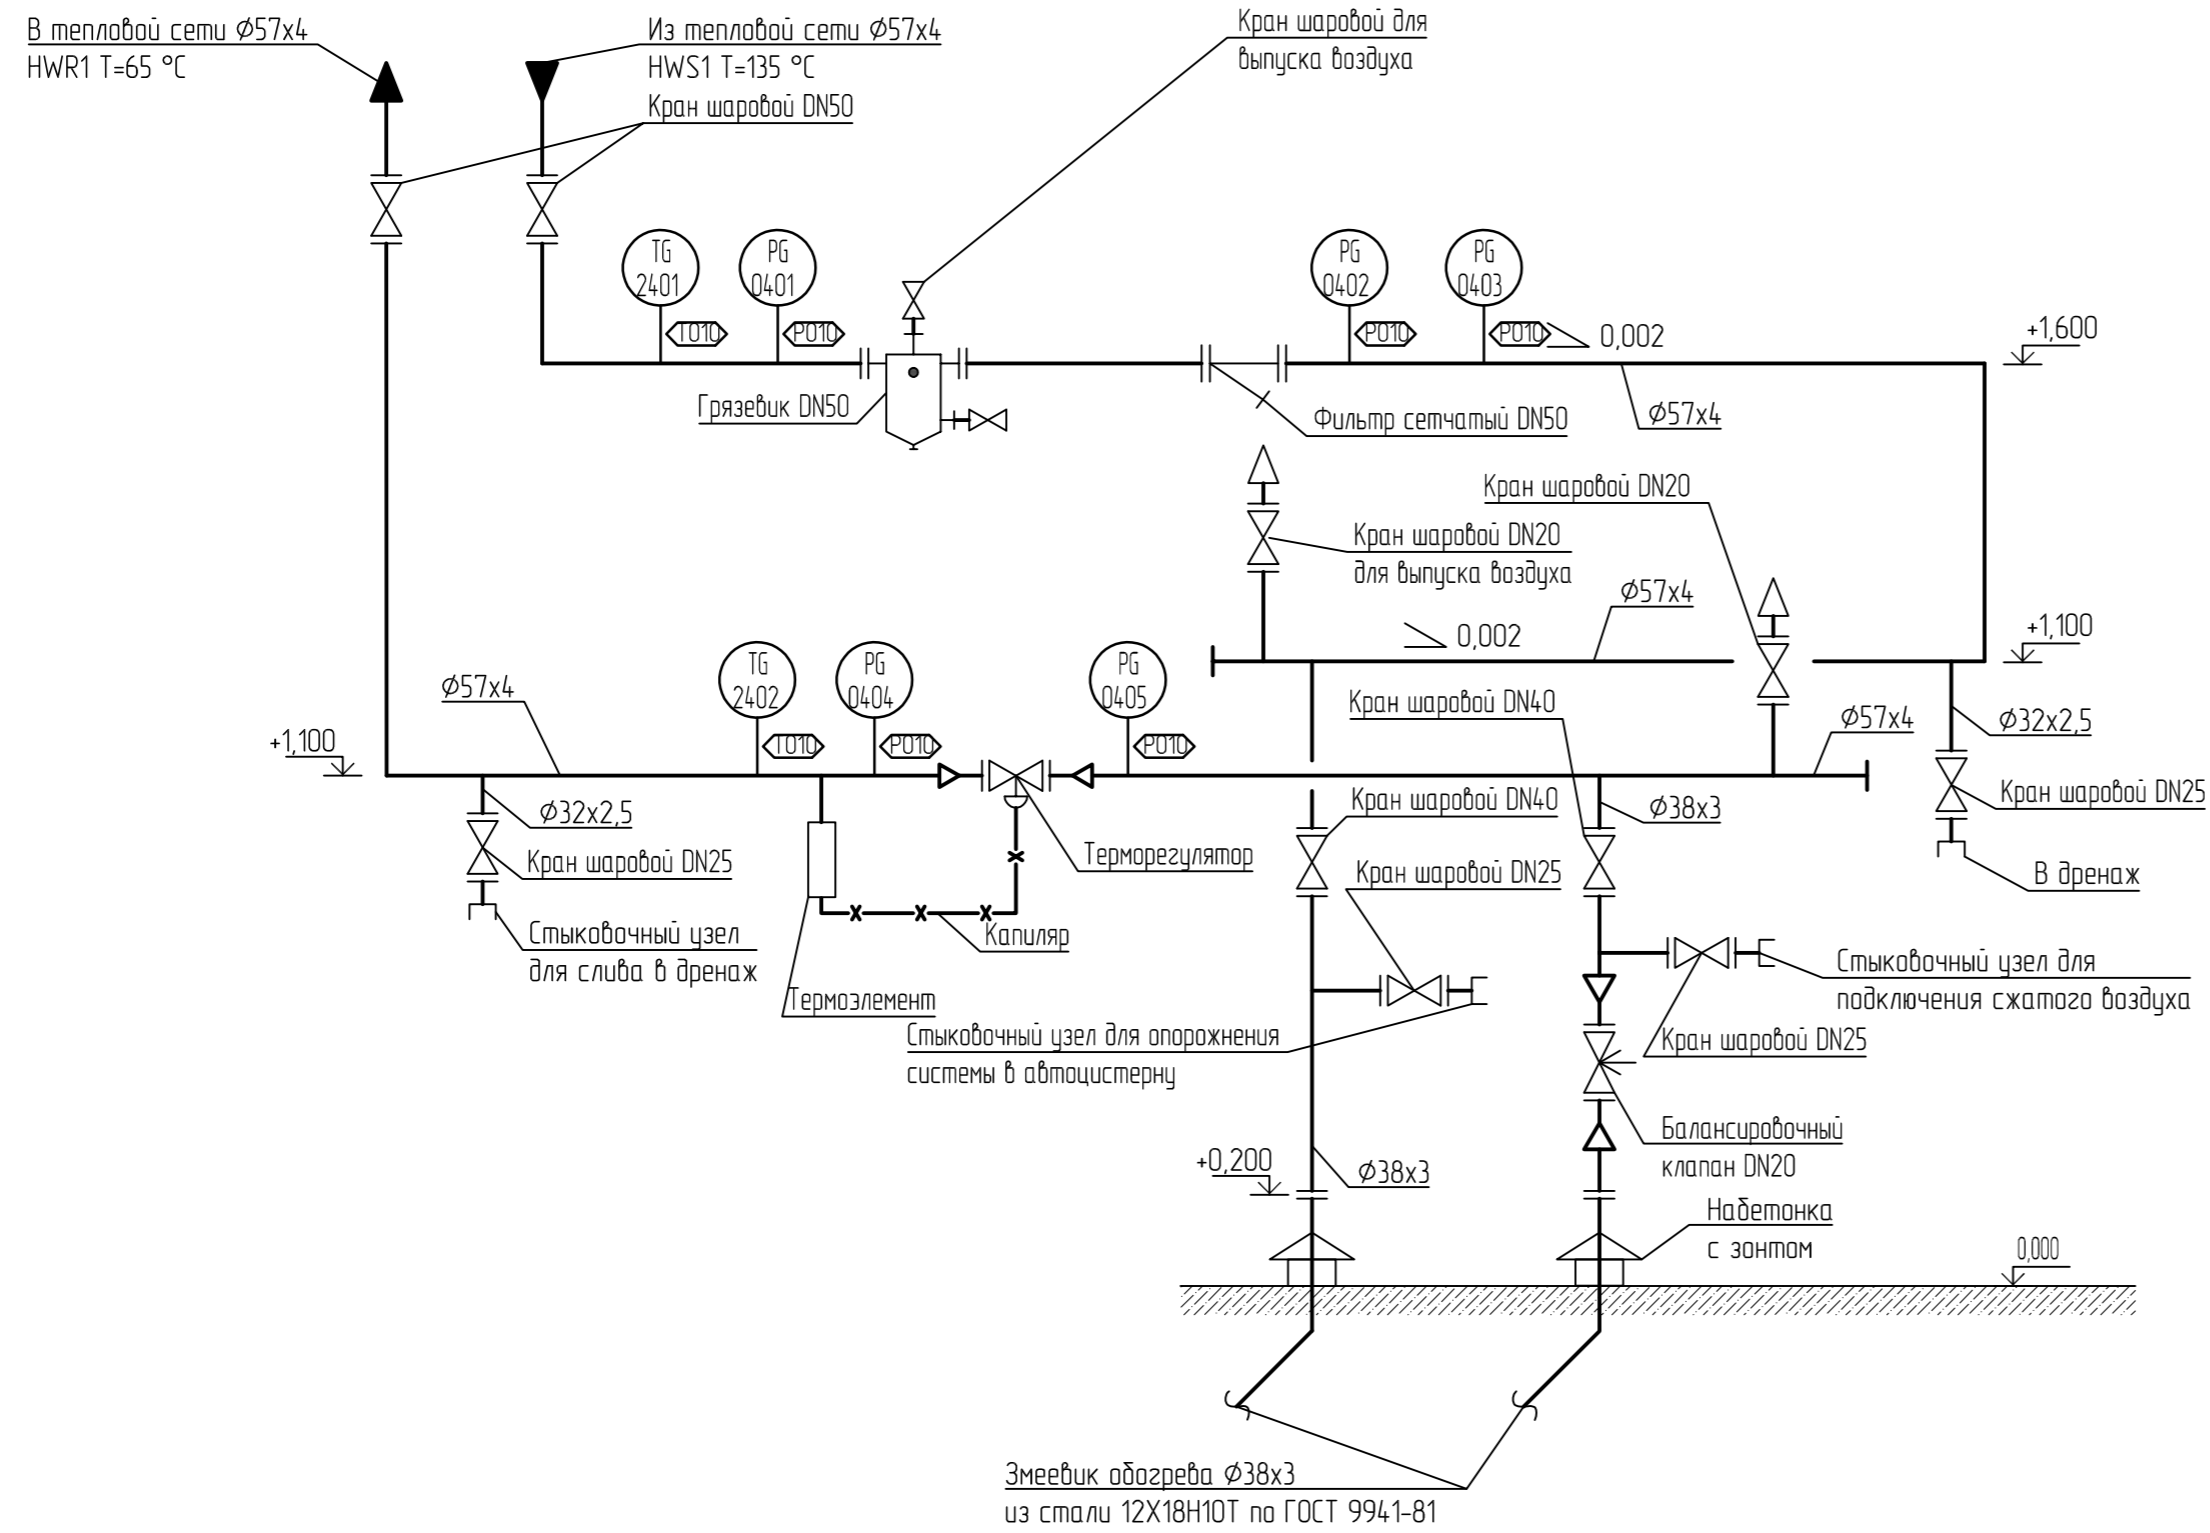 В тепловой сети Ø57х4
HWR1 T=65 °C
Из тепловой сети Ø57х4
HWS1 T=135 °C
Кран шаровой DN50
Кран шаровой для
выпуска воздуха
TG
2401
T010
PG
0401
P010
PG
0402
P010
PG
0403
P010
0,002
+1,600
Грязевик DN50
Фильтр сетчатый DN50
Ø57х4
Кран шаровой DN20
Кран шаровой DN20
для выпуска воздуха
Ø57х4
0,002
+1,100
TG
2402
T010
PG
0404
P010
PG
0405
P010
Ø57х4
+1,100
Кран шаровой DN40
Ø57х4
Ø32х2,5
Кран шаровой DN25
В дренаж
Ø32х2,5
Кран шаровой DN25
Стыковочный узел
для слива в дренаж
Терморегулятор
Капиляр
Термоэлемент
Кран шаровой DN40
Ø38х3
Кран шаровой DN25
Стыковочный узел для опорожнения
системы в автоцистерну
Стыковочный узел для
подключения сжатого воздуха
Кран шаровой DN25
Балансировочный
клапан DN20
+0,200
Ø38х3
Набетонка
с зонтом
0,000
Змеевик обогрева Ø38х3
из стали 12Х18Н10Т по ГОСТ 9941-81